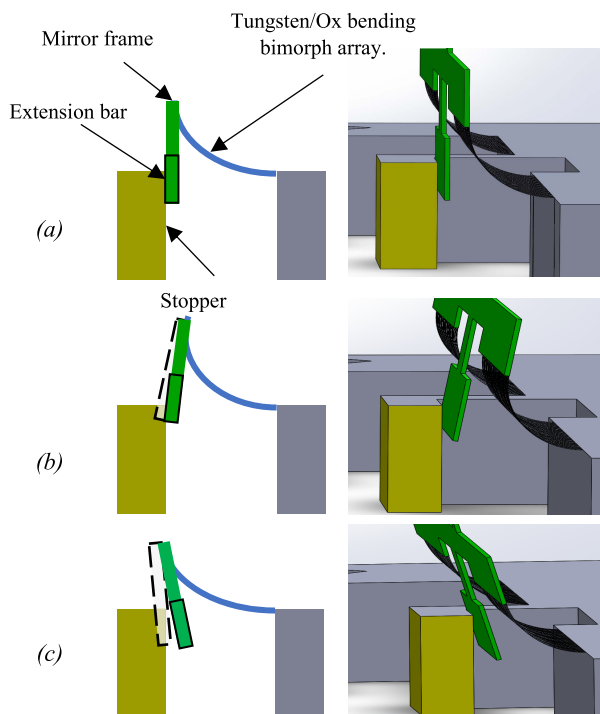 Tungsten/Ox bending
bimorph array.
Mirror frame
Extension bar
(a)
Stopper
(b)
(c)